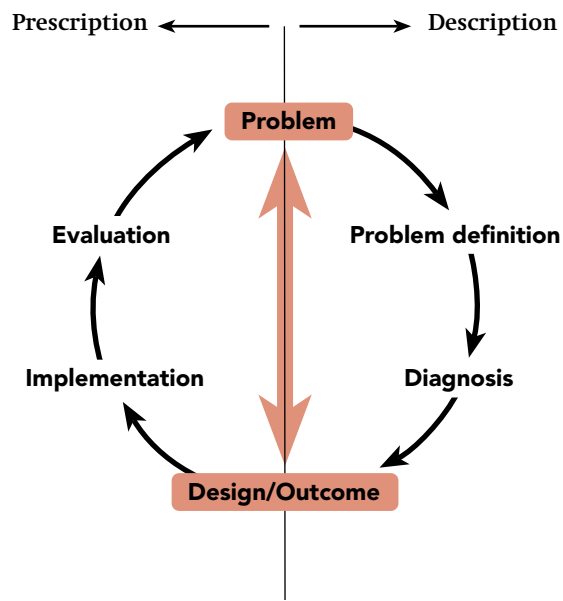 Prescription
Description
Problem
Evaluation
Problem definition
Implementation
Diagnosis
Design/Outcome